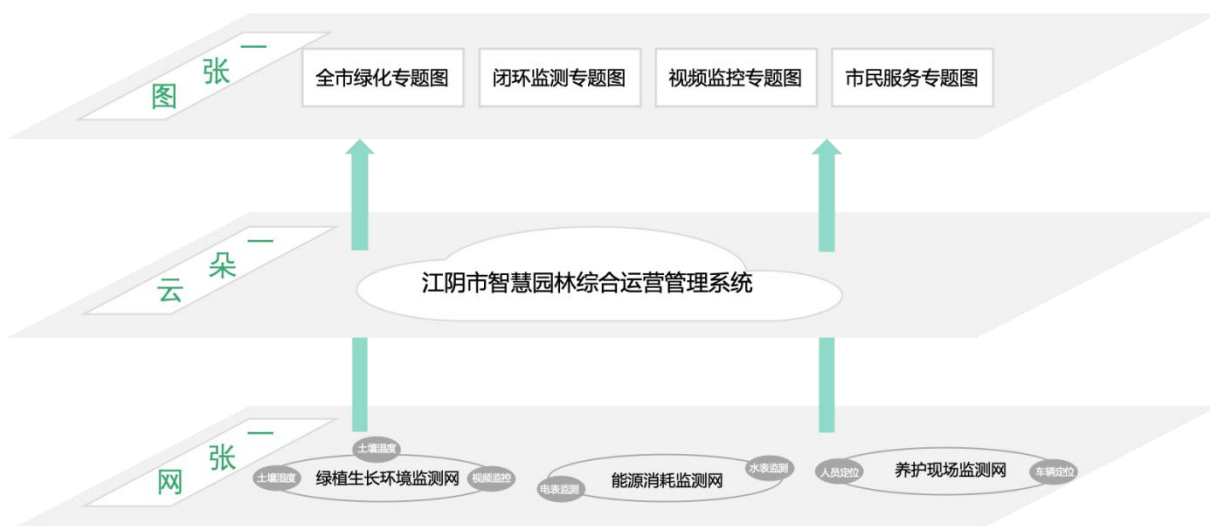 一张图
全市绿化专题图
闭环监测专题图
视频监控专题图
市民服务专题图
一朵云
江阴市智慧园林综合运营管理系统
一张网
土壤温度
土壤湿度
绿植生长环境监测网
视频监控
电表监测
能源消耗监测网
水表监测
人员定位
养护现场监测网
车辆定位